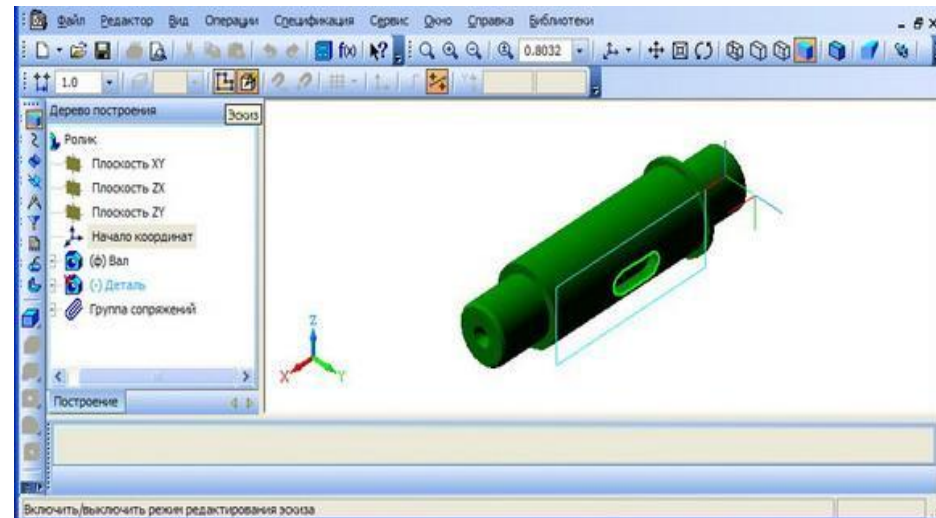 Файл Редактор Вид Операции Спецификация Сервис Окно Справка Библиотеки
f(x) 0.8032
1.0
Дерево построения
Эскиз
Ролик
Плоскость XY
Плоскость ZX
Плоскость ZY
Начало координат
(ф) Вал
(-) Деталь
Группа сопряжений
Z
X Y
Построение
Включить/выключить режим редактирования эскиза